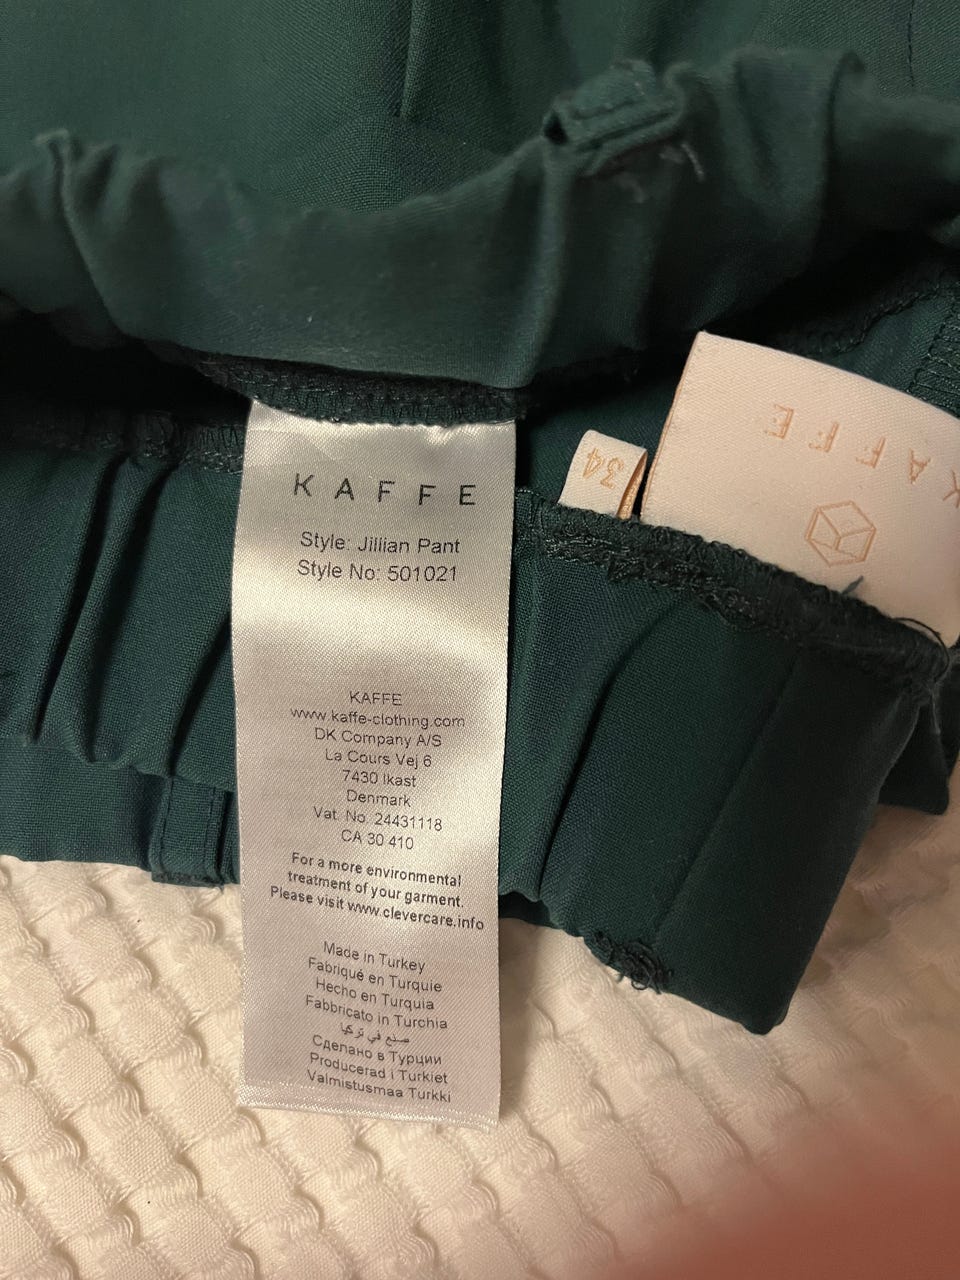 KAFFE
Style: Jillian Pant
Style No: 501021
KAFFE
www.kaffe-clothing.com
DK Company A/S
La Cours Vej 6
7430 Ikast
Denmark
Vat. No. 24431118
CA 30 410
For a more environmental
treatment of your garment.
Please visit www.clevercare.info
Made in Turkey
Fabriqué en Turquie
Hecho en Turquia
Fabbricato in Turchia
صنع في تركيا
Сделано в Турции
Producerad i Turkiet
Valmistusmaa Turkki
34
KAFFE